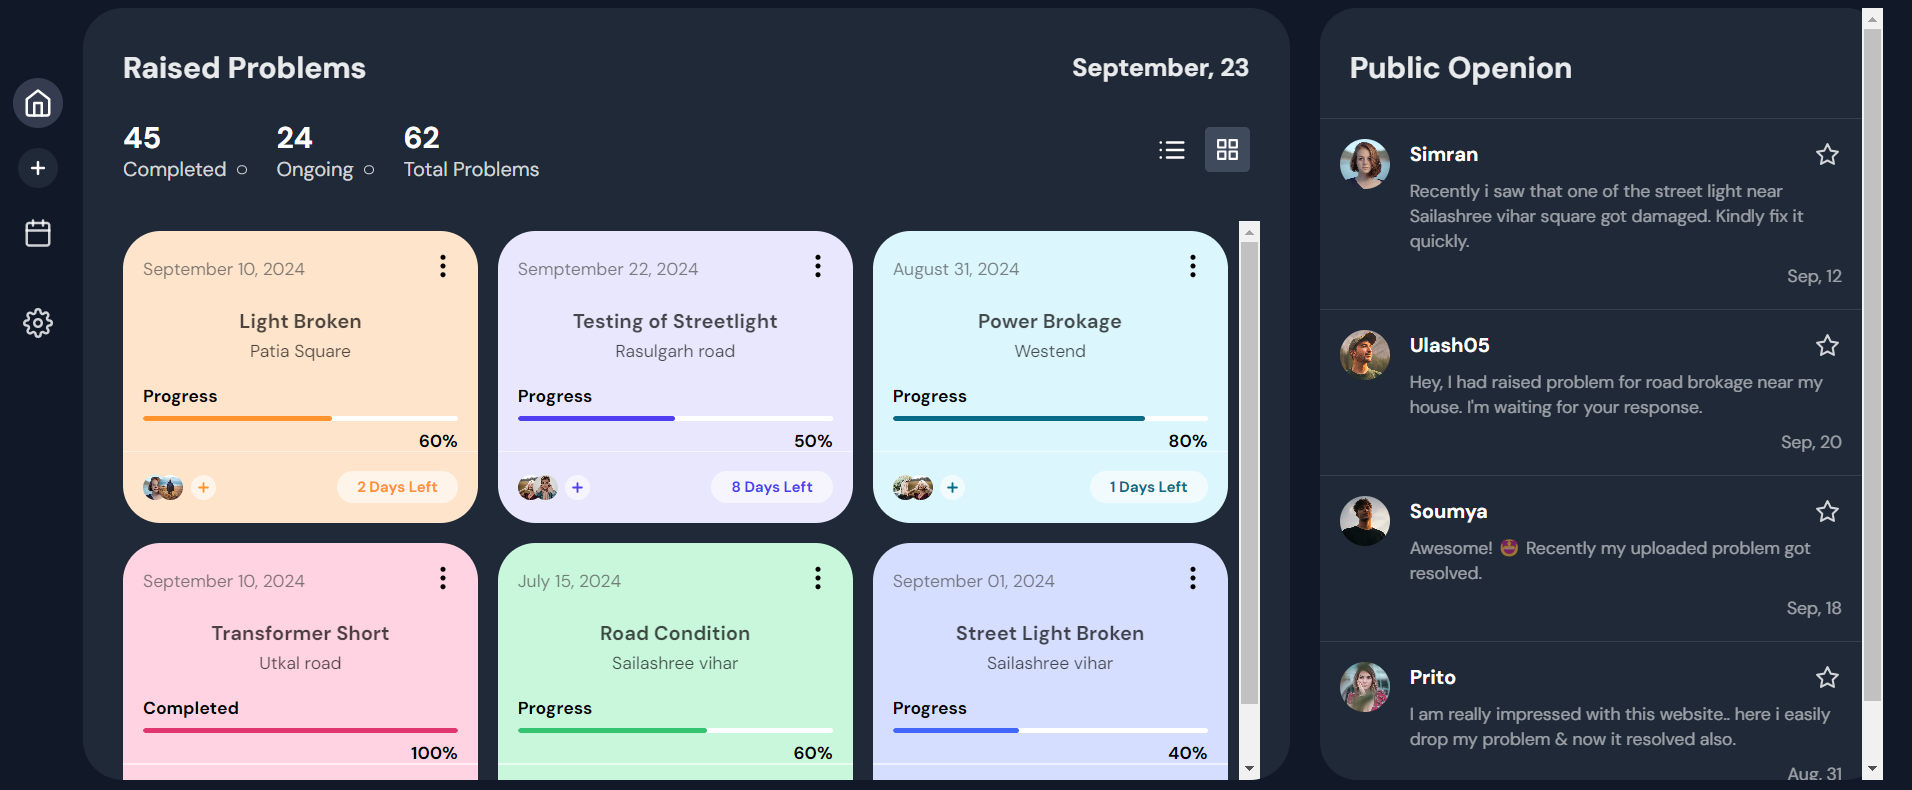 Raised Problems
September, 23
45
Completed
24
Ongoing
62
Total Problems
September 10, 2024
Light Broken
Patia Square
Progress
60%
2 Days Left
Semptember 22, 2024
Testing of Streetlight
Rasulgarh road
Progress
50%
8 Days Left
August 31, 2024
Power Brokage
Westend
Progress
80%
1 Days Left
September 10, 2024
Transformer Short
Utkal road
Completed
100%
July 15, 2024
Road Condition
Sailashree vihar
Progress
60%
September 01, 2024
Street Light Broken
Sailashree vihar
Progress
40%
Public Openion
Simran
Recently i saw that one of the street light near
Sailashree vihar square got damaged. Kindly fix it
quickly.
Sep, 12
Ulash05
Hey, I had raised problem for road brokage near my
house. I'm waiting for your response.
Sep, 20
Soumya
Awesome! 🤩 Recently my uploaded problem got
resolved.
Sep, 18
Prito
I am really impressed with this website.. here i easily
drop my problem & now it resolved also.
Aug, 31